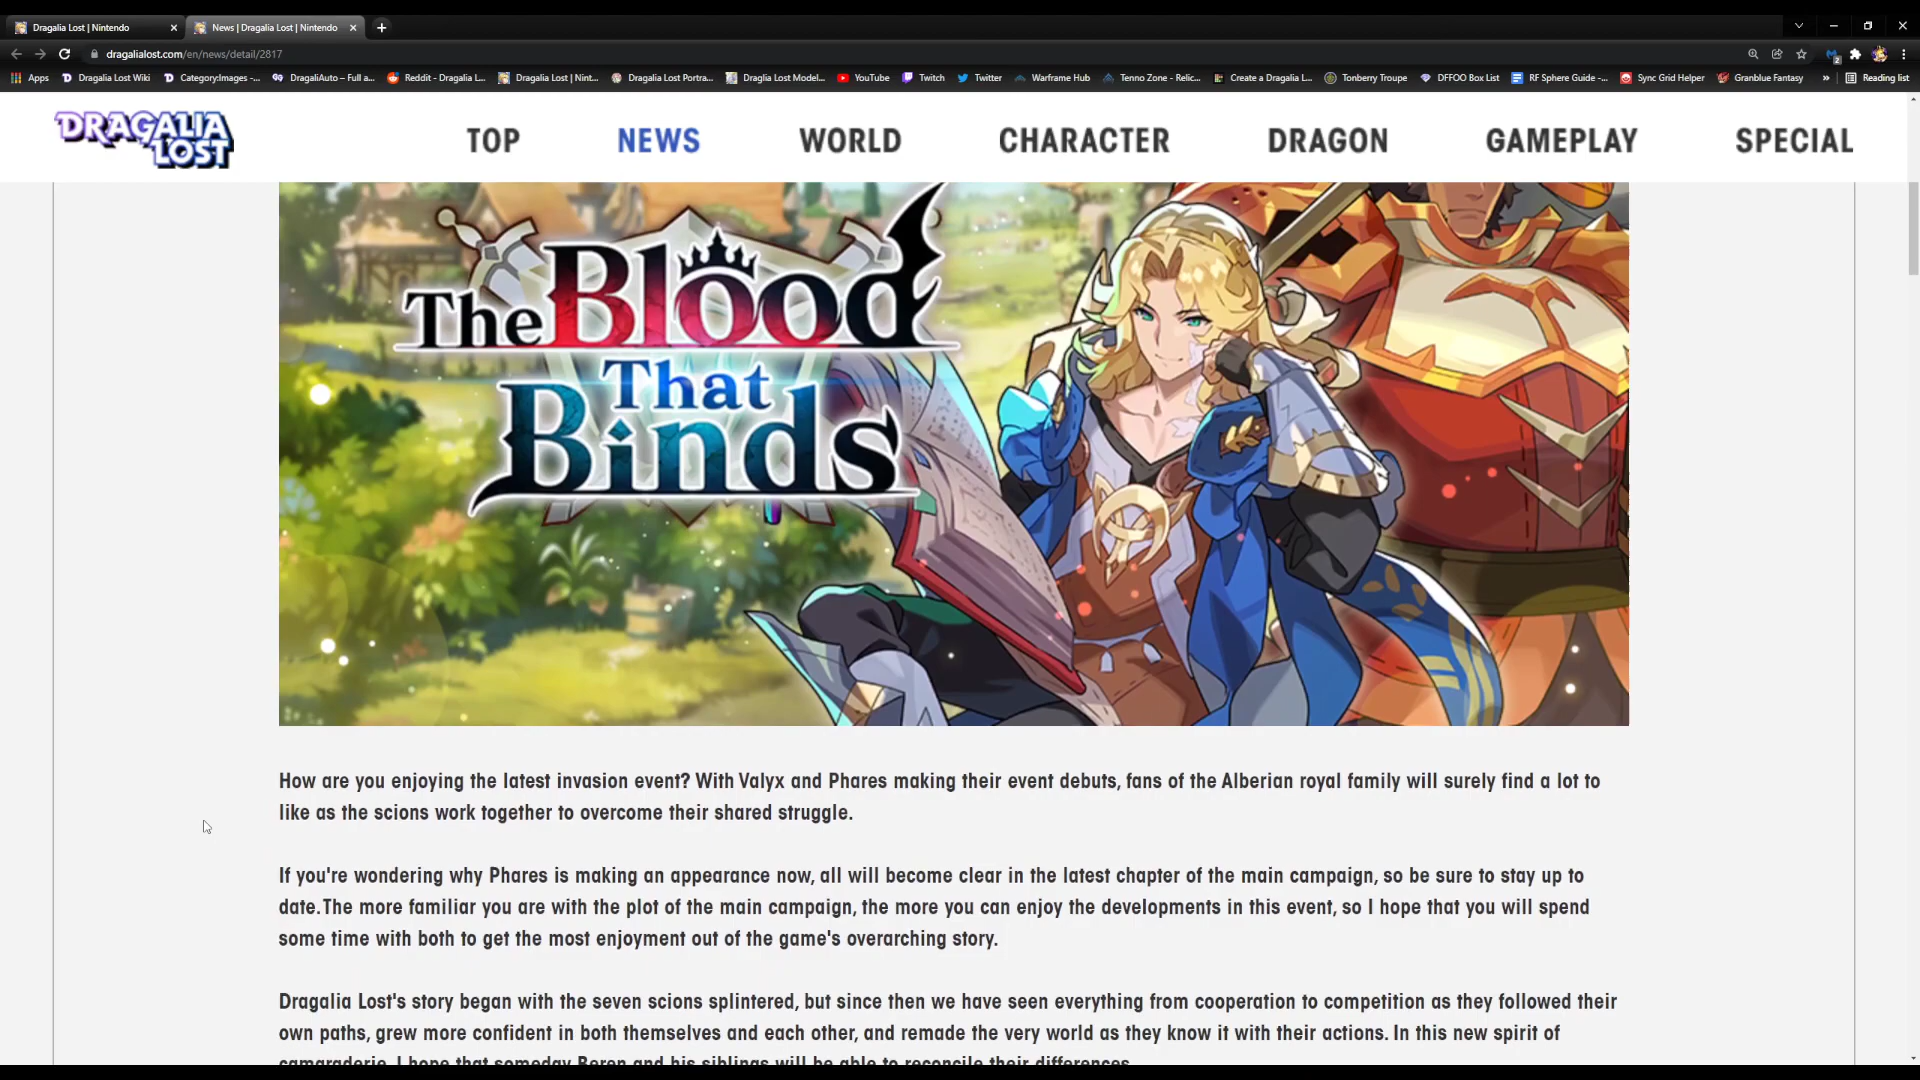 Dragalia Lost | Nintendo
News | Dragalia Lost | Nintendo
dragalialost.com/en/news/detail/2817
Apps Dragalia Lost Wiki Category:Images -... DragaliAuto – Full a... Reddit - Dragalia L... Dragalia Lost | Nint... Dragalia Lost Portra... Draglia Lost Model... YouTube Twitch Twitter Warframe Hub Tenno Zone - Relic... Create a Dragalia L... Tonberry Troupe DFFOO Box List RF Sphere Guide -... Sync Grid Helper Granblue Fantasy » Reading list
DRAGALIA LOST TOP NEWS WORLD CHARACTER DRAGON GAMEPLAY SPECIAL
The Blood
That
Binds
How are you enjoying the latest invasion event? With Valyx and Phares making their event debuts, fans of the Alberian royal family will surely find a lot to
like as the scions work together to overcome their shared struggle.
If you're wondering why Phares is making an appearance now, all will become clear in the latest chapter of the main campaign, so be sure to stay up to
date. The more familiar you are with the plot of the main campaign, the more you can enjoy the developments in this event, so I hope that you will spend
some time with both to get the most enjoyment out of the game's overarching story.
Dragalia Lost's story began with the seven scions splintered, but since then we have seen everything from cooperation to competition as they followed their
own paths, grew more confident in both themselves and each other, and remade the very world as they know it with their actions. In this new spirit of
camaraderie, I hope that someday Beren and his siblings will be able to reconcile their differences.